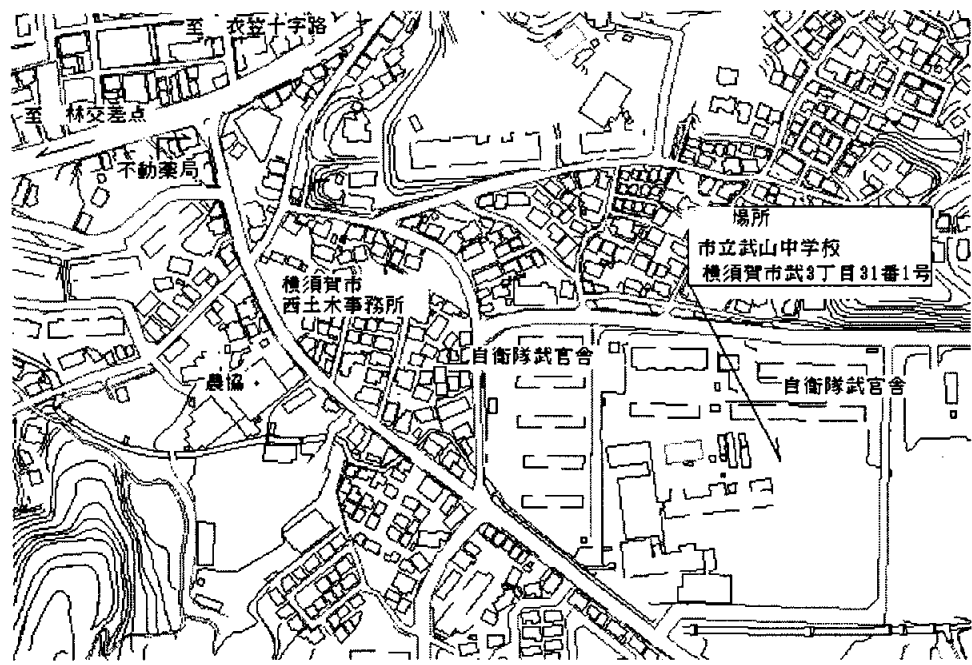 至 衣笠十字路
至 林交差点
不動薬局
場所
市立武山中学校
横須賀市武3丁目31番1号
横須賀市
西土木事務所
自衛隊武官舎
農協
自衛隊武官舎